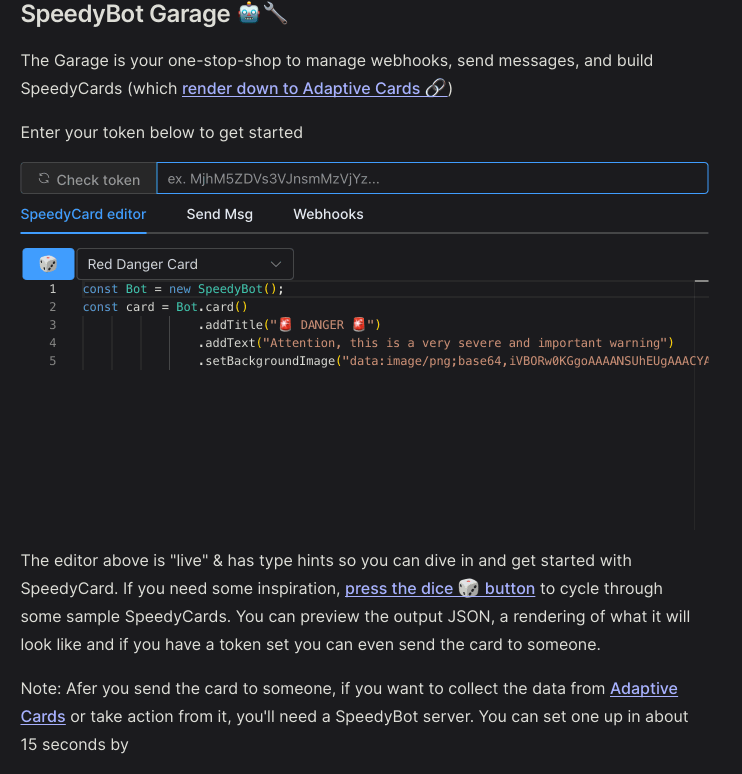 SpeedyBot Garage 🤖🔧
The Garage is your one-stop-shop to manage webhooks, send messages, and build
SpeedyCards (which render down to Adaptive Cards 🔗)
Enter your token below to get started
Check token ex. MjhM5ZDVs3VJnsmMzVjYz...
SpeedyCard editor Send Msg Webhooks
🎲 Red Danger Card
1 const Bot = new SpeedyBot();
2 const card = Bot.card()
3 .addTitle("🚨 DANGER 🚨")
4 .addText("Attention, this is a very severe and important warning")
5 .setBackgroundImage("data:image/png;base64,iVBORw0KGgoAAAANSUhEUgAAACYA
The editor above is "live" & has type hints so you can dive in and get started with
SpeedyCard. If you need some inspiration, press the dice 🎲 button to cycle through
some sample SpeedyCards. You can preview the output JSON, a rendering of what it will
look like and if you have a token set you can even send the card to someone.
Note: Afer you send the card to someone, if you want to collect the data from Adaptive
Cards or take action from it, you'll need a SpeedyBot server. You can set one up in about
15 seconds by